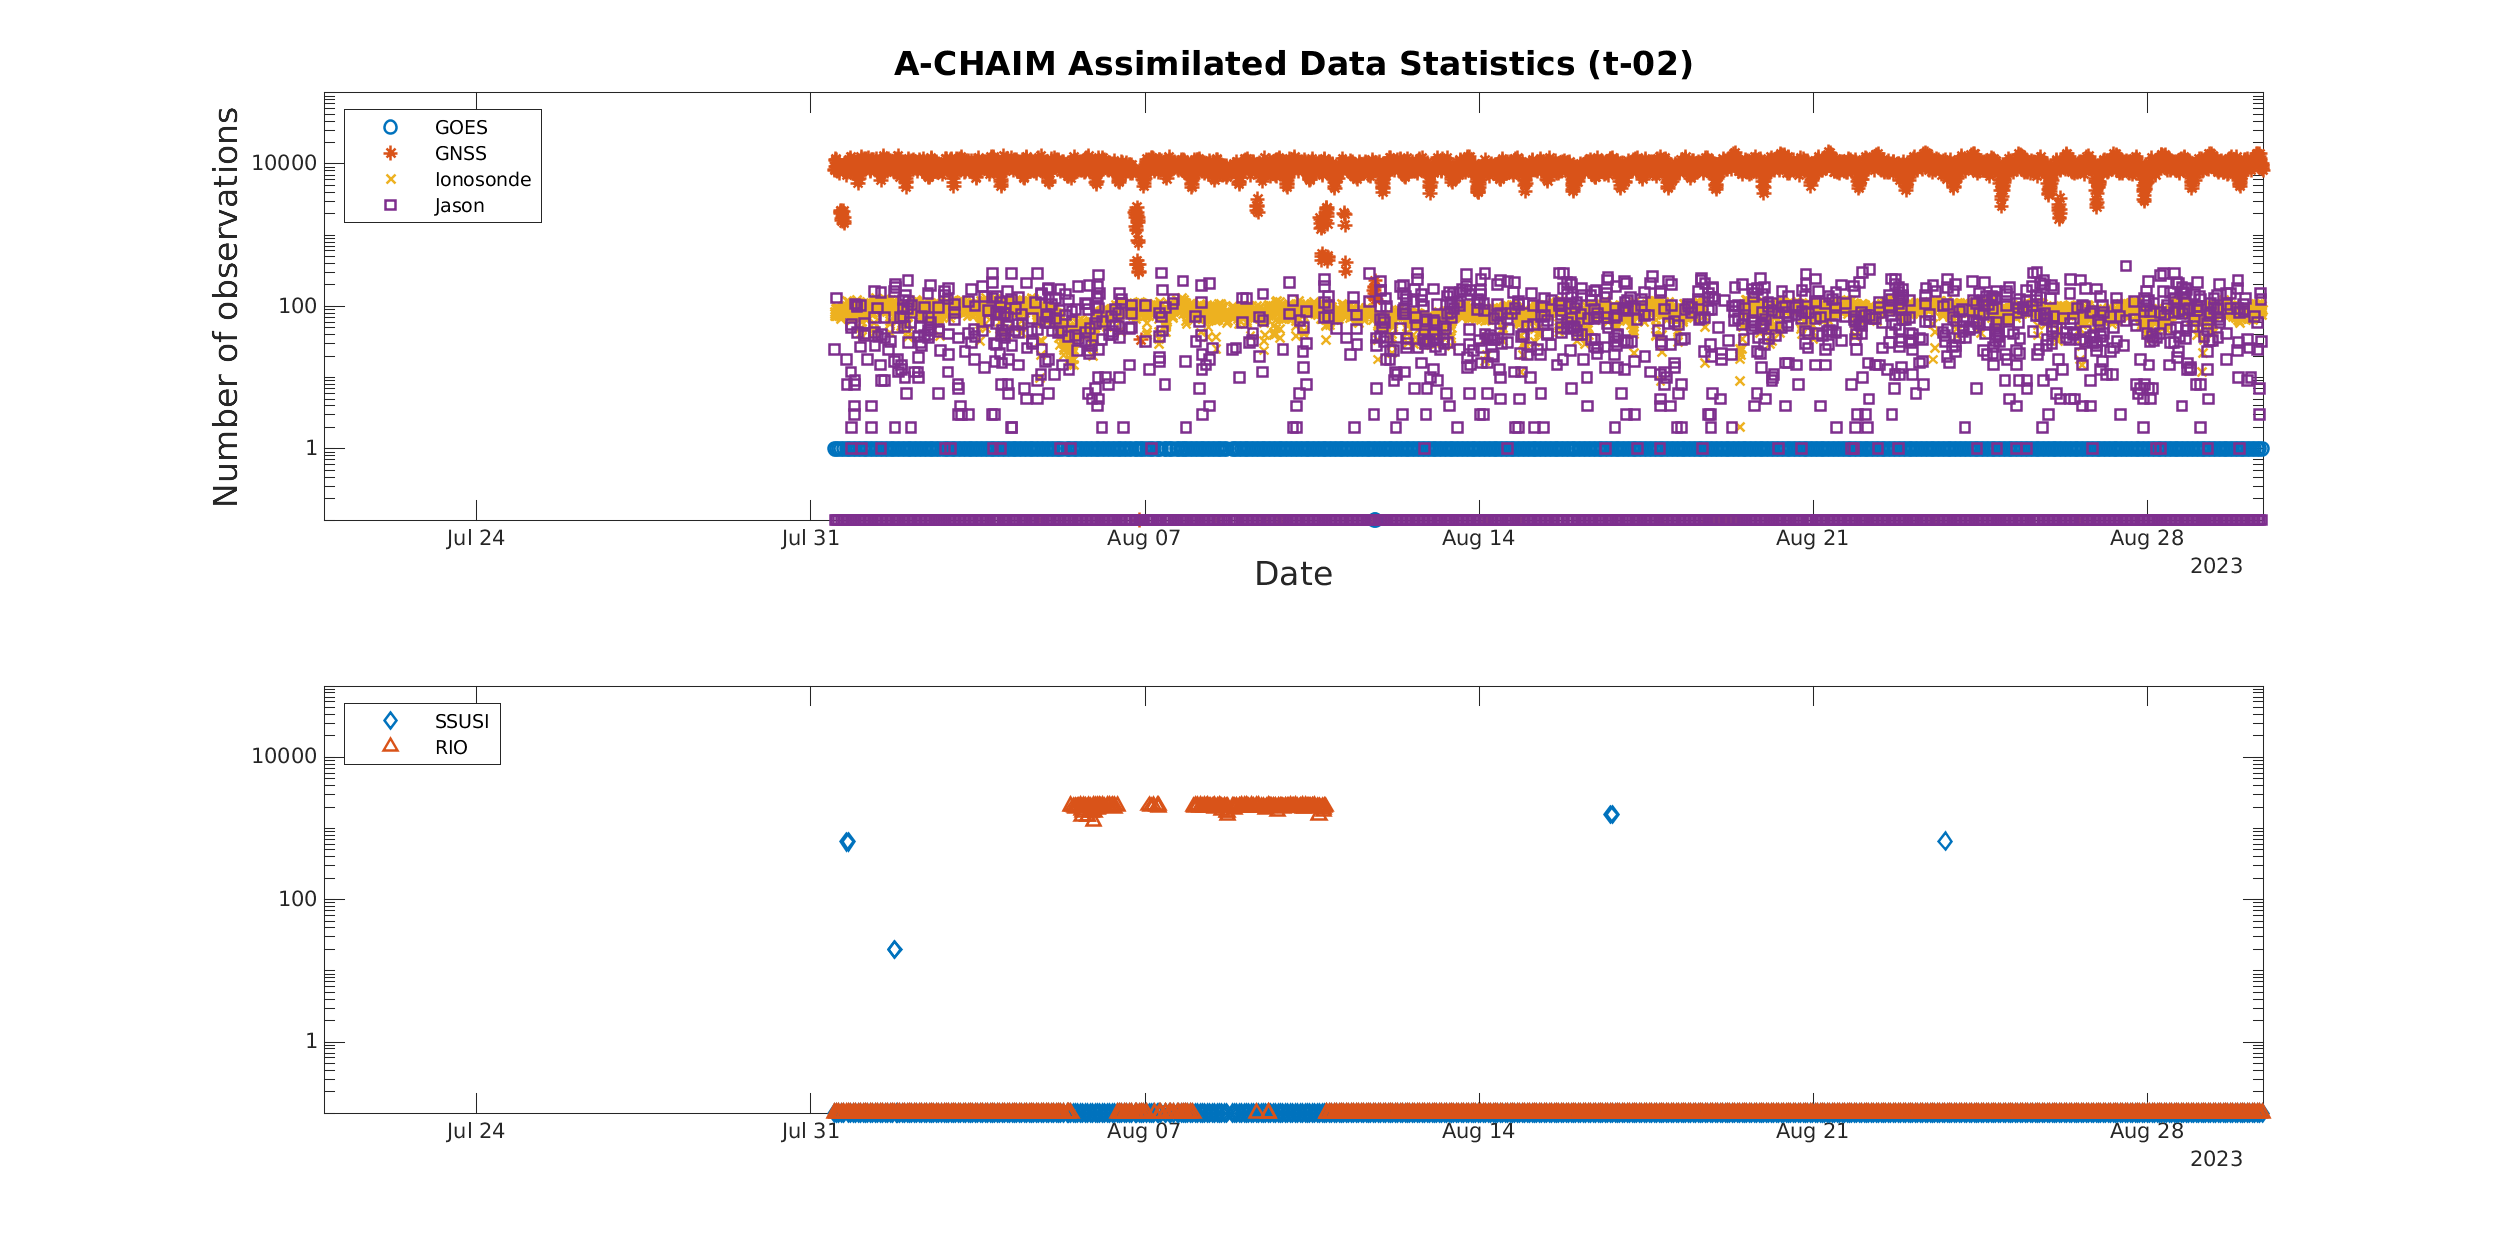 A-CHAIM Assimilated Data Statistics (t-02)
Number of observations
10000
100
1
GOES
GNSS
Ionosonde
Jason
Jul 24
Jul 31
Aug 07
Aug 14
Aug 21
Aug 28
2023
Date
10000
100
1
SSUSI
RIO
Jul 24
Jul 31
Aug 07
Aug 14
Aug 21
Aug 28
2023